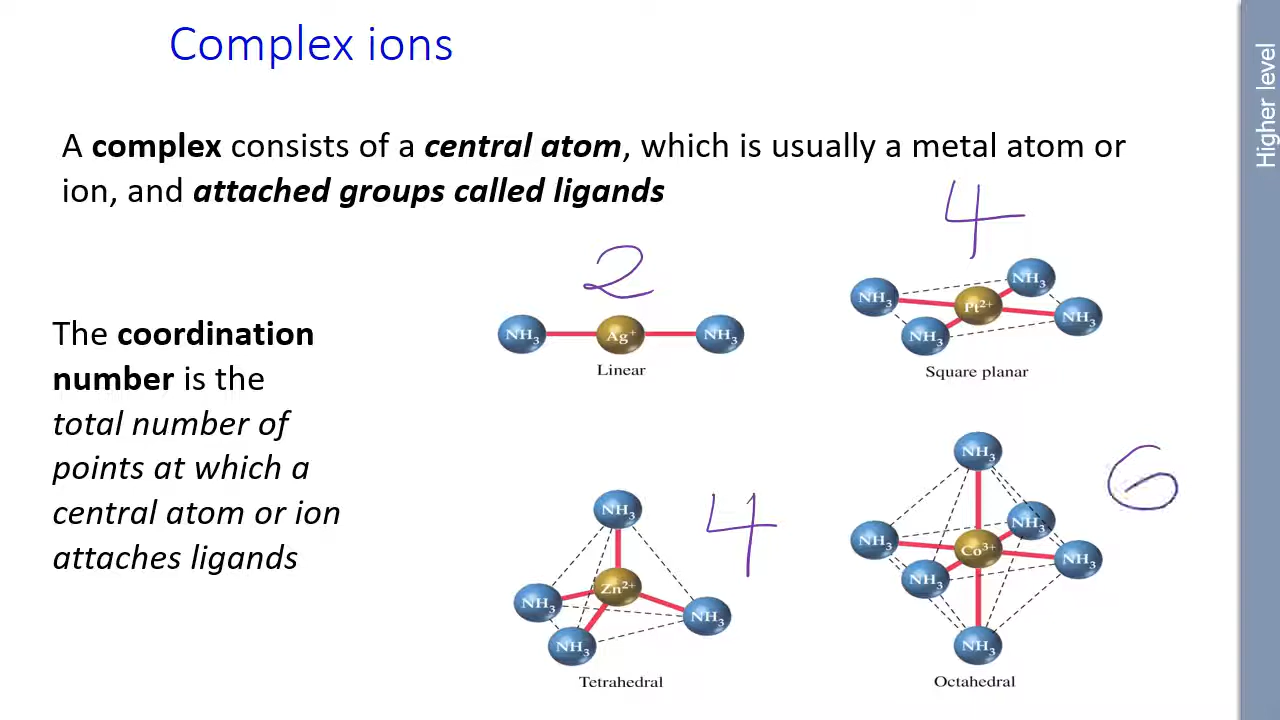 Complex ions
Higher level
A complex consists of a central atom, which is usually a metal atom or
ion, and attached groups called ligands
The coordination
number is the
total number of
points at which a
central atom or ion
attaches ligands
2
NH₃ Ag⁺ NH₃
Linear
4
NH₃
NH₃ Pt²⁺
NH₃
NH₃
Square planar
4
NH₃
Zn²⁺
NH₃
NH₃
NH₃
Tetrahedral
6
NH₃
NH₃
NH₃
Co³⁺
NH₃
NH₃
NH₃
Octahedral